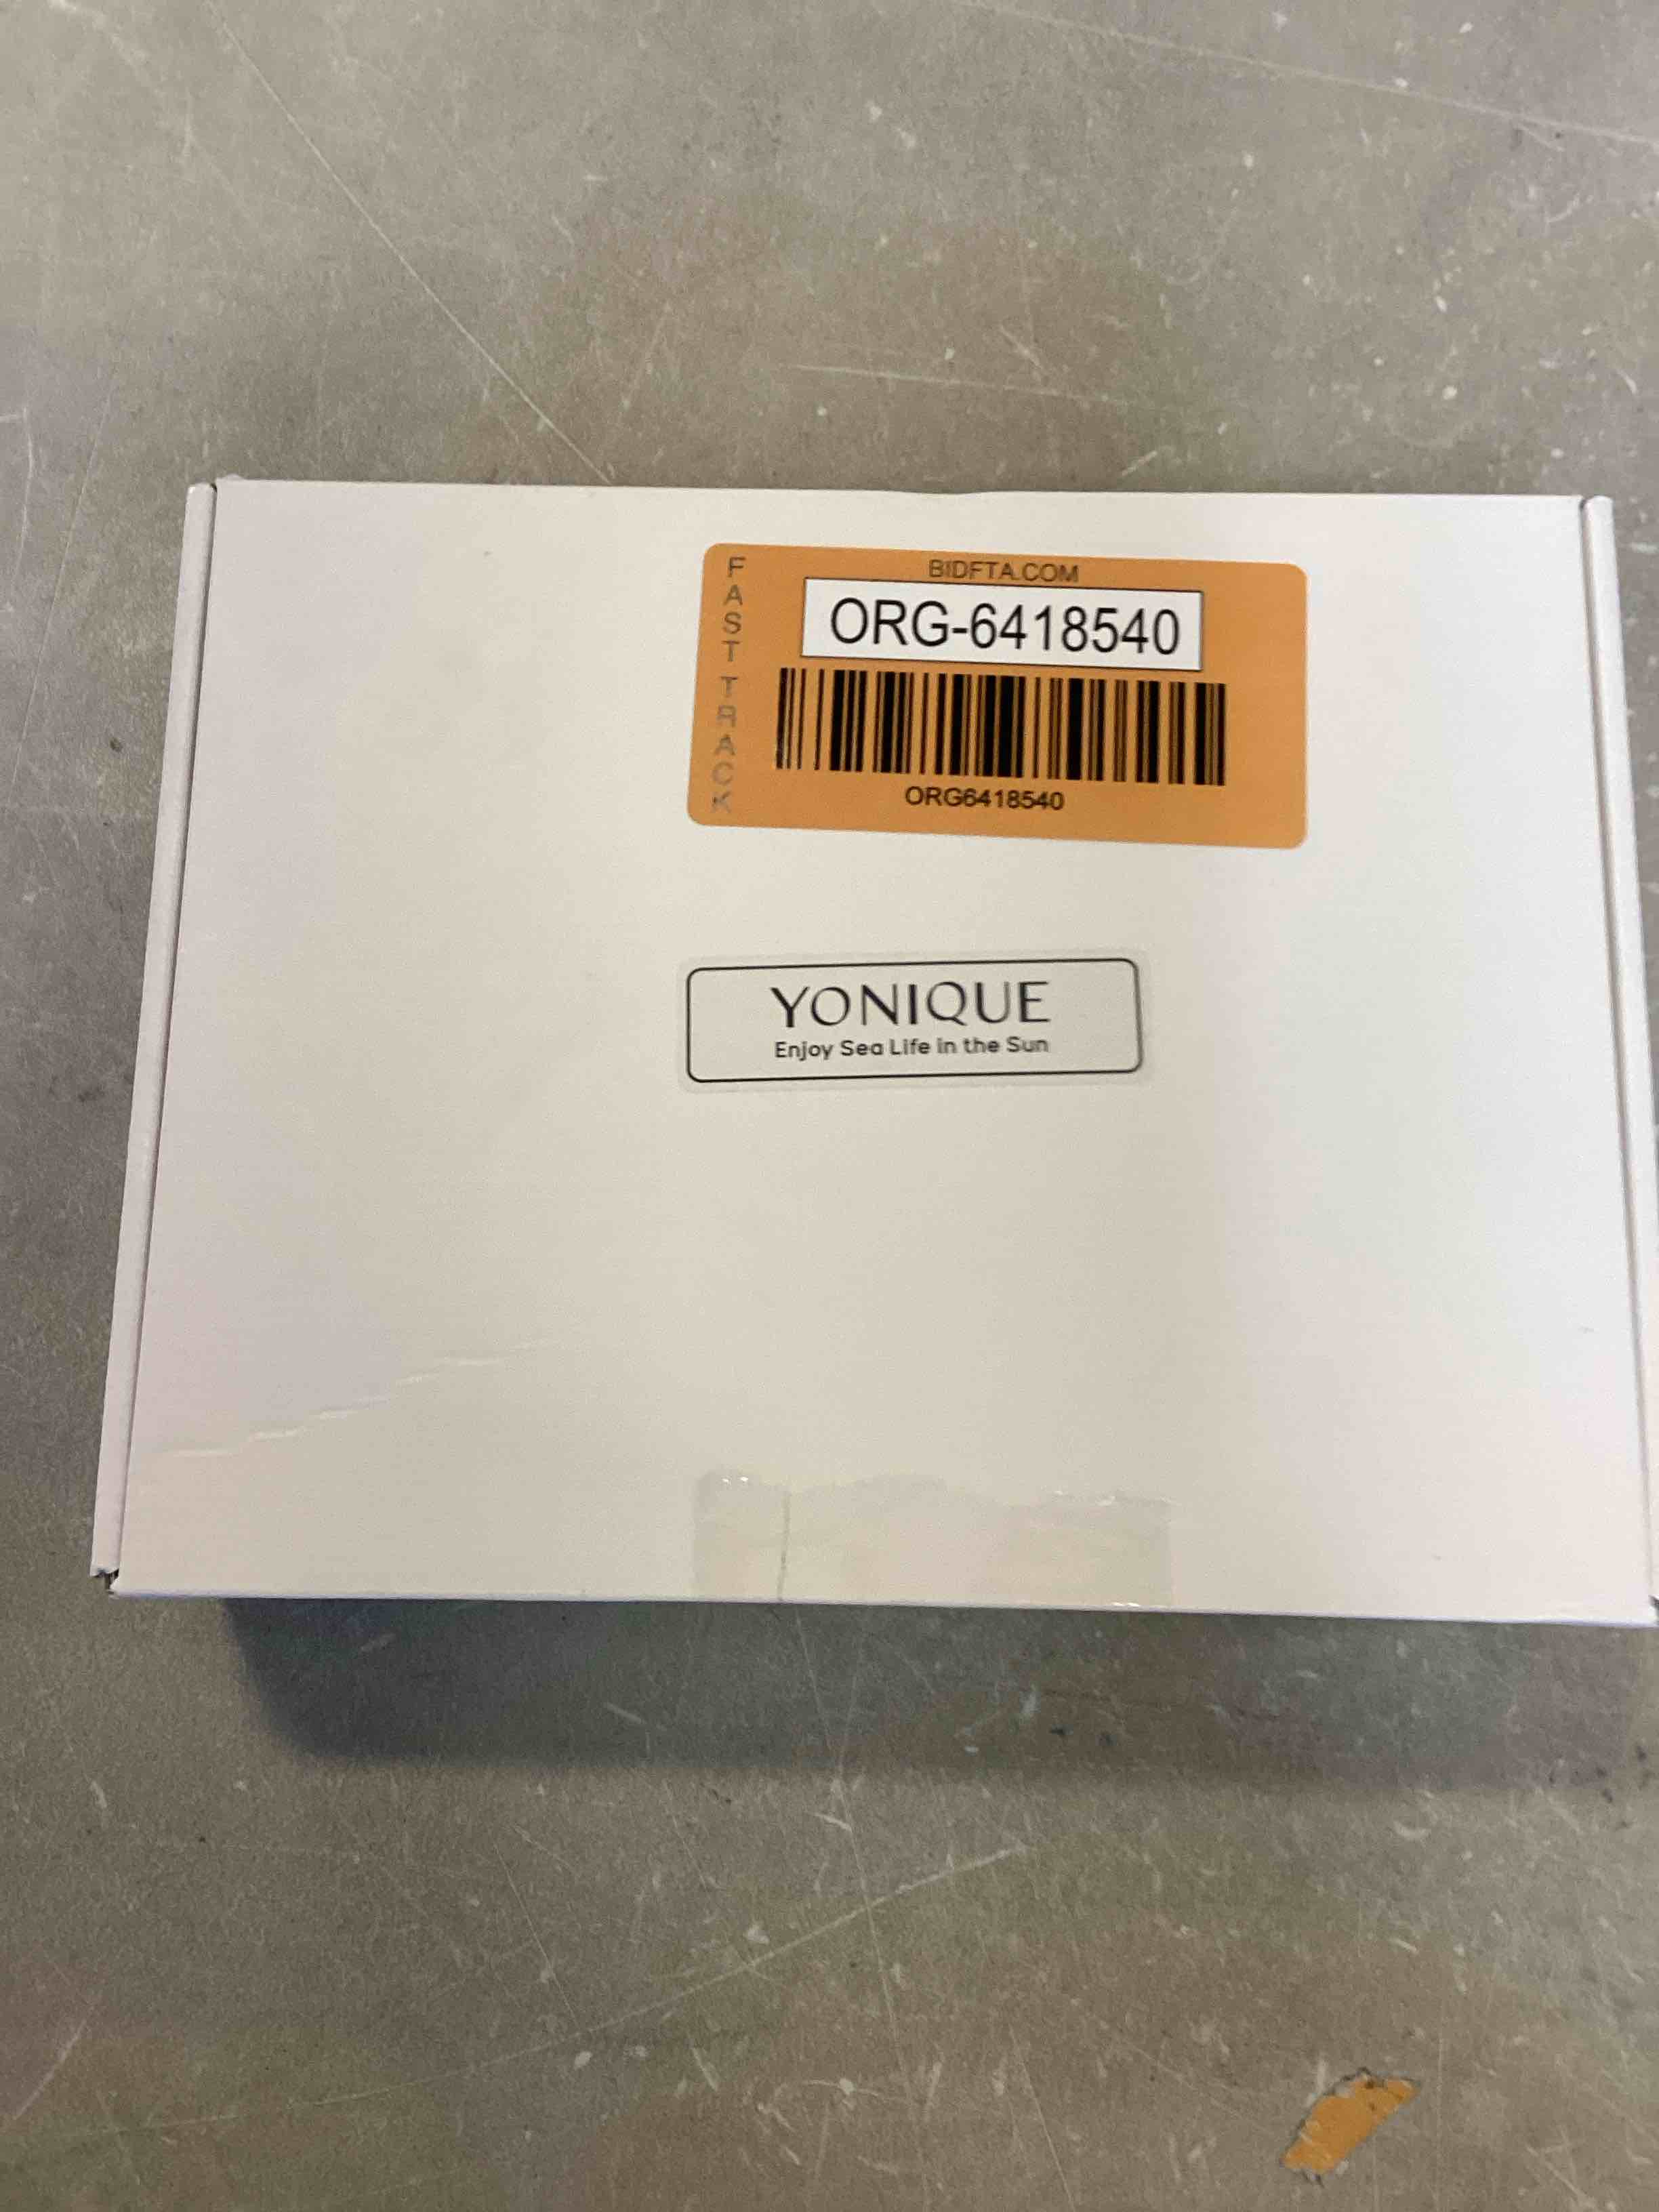 FAST TRACK
BIDFTA.COM
ORG-6418540
ORG6418540
YONIQUE
Enjoy Sea Life in the Sun